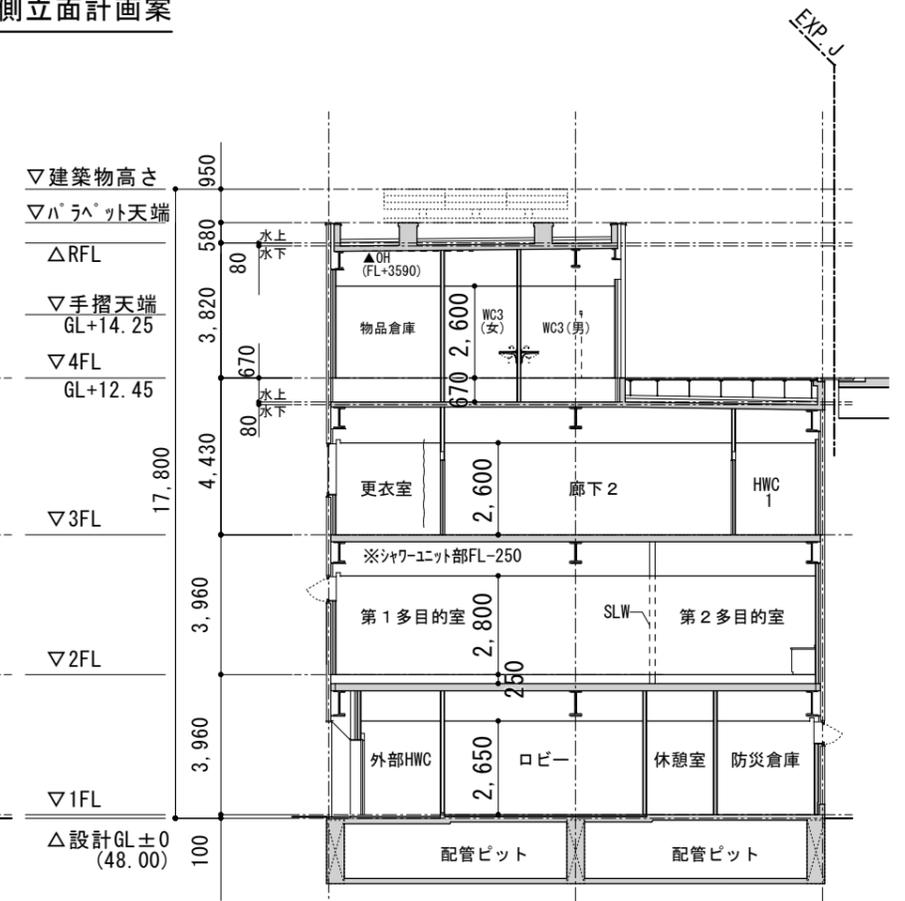 側立面計画案
EXP.J
▽建築物高さ
950
▽パラペット天端
580
水上
水下
80
△RFL
▲OH
(FL+3590)
▽手摺天端
GL+14.25
3,820
物品倉庫
2,600
WC3
(女)
WC3(男)
▽4FL
GL+12.45
670
670
水上
水下
80
17,800
4,430
更衣室
2,600
廊下2
HWC
1
▽3FL
※シャワーユニット部FL-250
3,960
第1多目的室
2,800
SLW
第2多目的室
▽2FL
250
3,960
外部HWC
2,650
ロビー
休憩室
防災倉庫
▽1FL
△設計GL±0
(48.00)
100
配管ピット
配管ピット